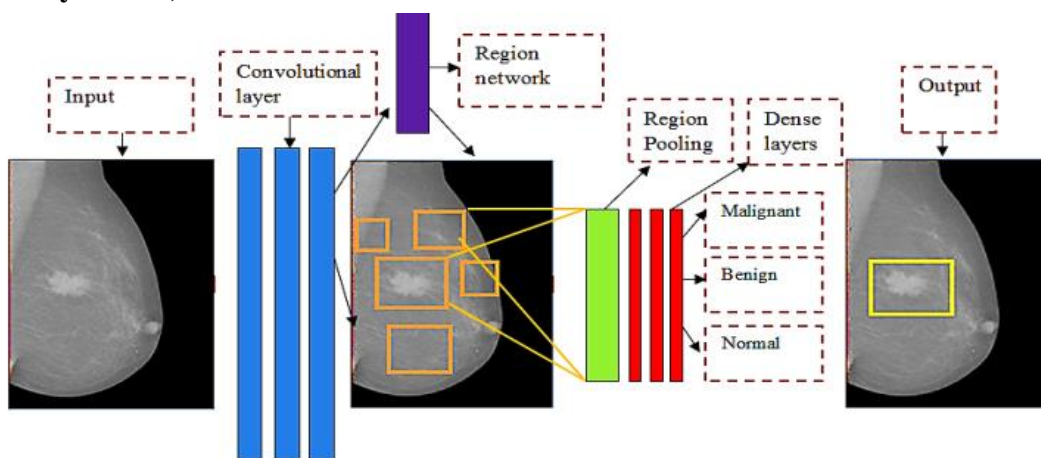 Input
Convolutional
layer
Region
network
Region
Pooling
Dense
layers
Malignant
Benign
Normal
Output